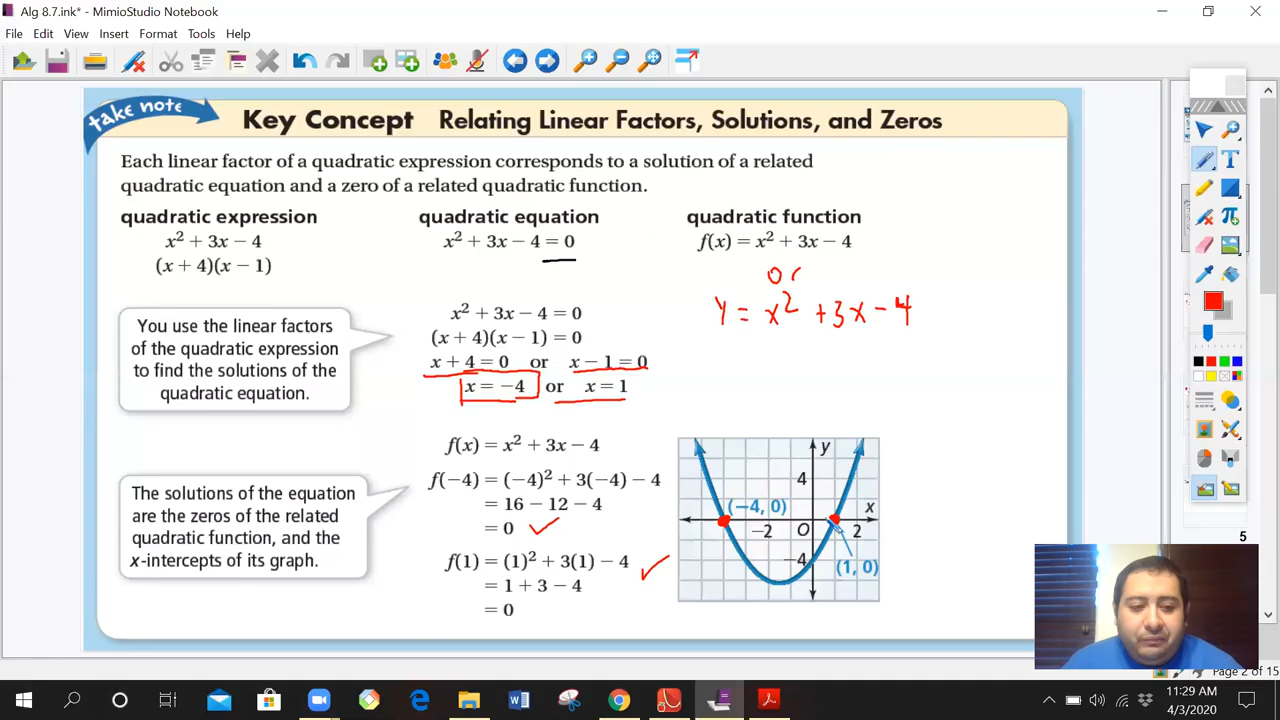 Alg 8.7.ink* - MimioStudio Notebook
File Edit View Insert Format Tools Help
take note
Key Concept Relating Linear Factors, Solutions, and Zeros
Each linear factor of a quadratic expression corresponds to a solution of a related
quadratic equation and a zero of a related quadratic function.
quadratic expression
x² + 3x − 4
(x + 4)(x − 1)
quadratic equation
x² + 3x − 4 = 0
quadratic function
f(x) = x² + 3x − 4
or
y = x² + 3x − 4
You use the linear factors
of the quadratic expression
to find the solutions of the
quadratic equation.
x² + 3x − 4 = 0
(x + 4)(x − 1) = 0
x + 4 = 0 or x − 1 = 0
x = −4 or x = 1
The solutions of the equation
are the zeros of the related
quadratic function, and the
x-intercepts of its graph.
f(x) = x² + 3x − 4
f(−4) = (−4)² + 3(−4) − 4
= 16 − 12 − 4
= 0
f(1) = (1)² + 3(1) − 4
= 1 + 3 − 4
= 0
y
4
(−4, 0)
x
−2 O 2
−4
(1, 0)
5
Page 2 of 15
11:29 AM
4/3/2020